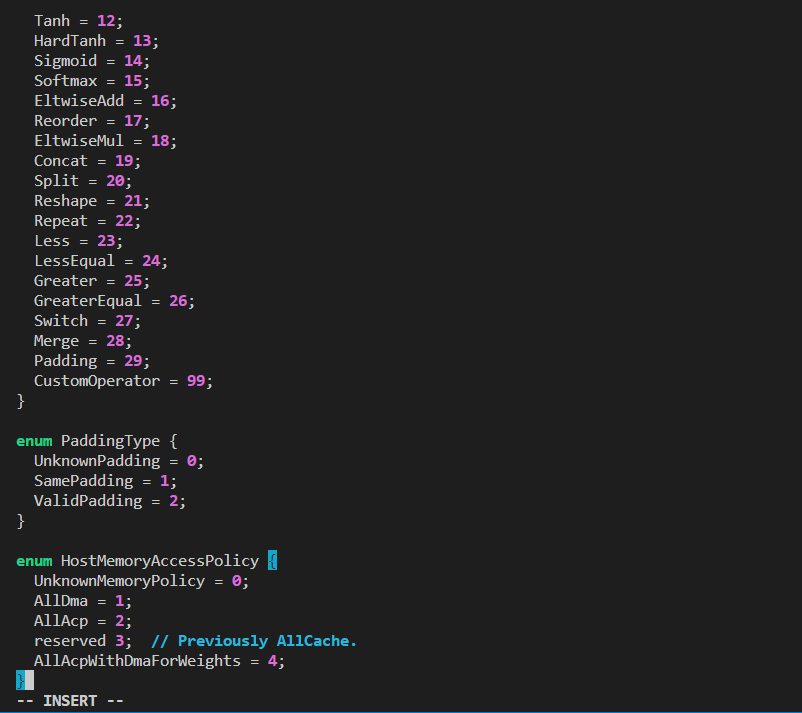 Tanh = 12;
  HardTanh = 13;
  Sigmoid = 14;
  Softmax = 15;
  EltwiseAdd = 16;
  Reorder = 17;
  EltwiseMul = 18;
  Concat = 19;
  Split = 20;
  Reshape = 21;
  Repeat = 22;
  Less = 23;
  LessEqual = 24;
  Greater = 25;
  GreaterEqual = 26;
  Switch = 27;
  Merge = 28;
  Padding = 29;
  CustomOperator = 99;
}

enum PaddingType {
  UnknownPadding = 0;
  SamePadding = 1;
  ValidPadding = 2;
}

enum HostMemoryAccessPolicy {
  UnknownMemoryPolicy = 0;
  AllDma = 1;
  AllAcp = 2;
  reserved 3;  // Previously AllCache.
  AllAcpWithDmaForWeights = 4;
}
-- INSERT --